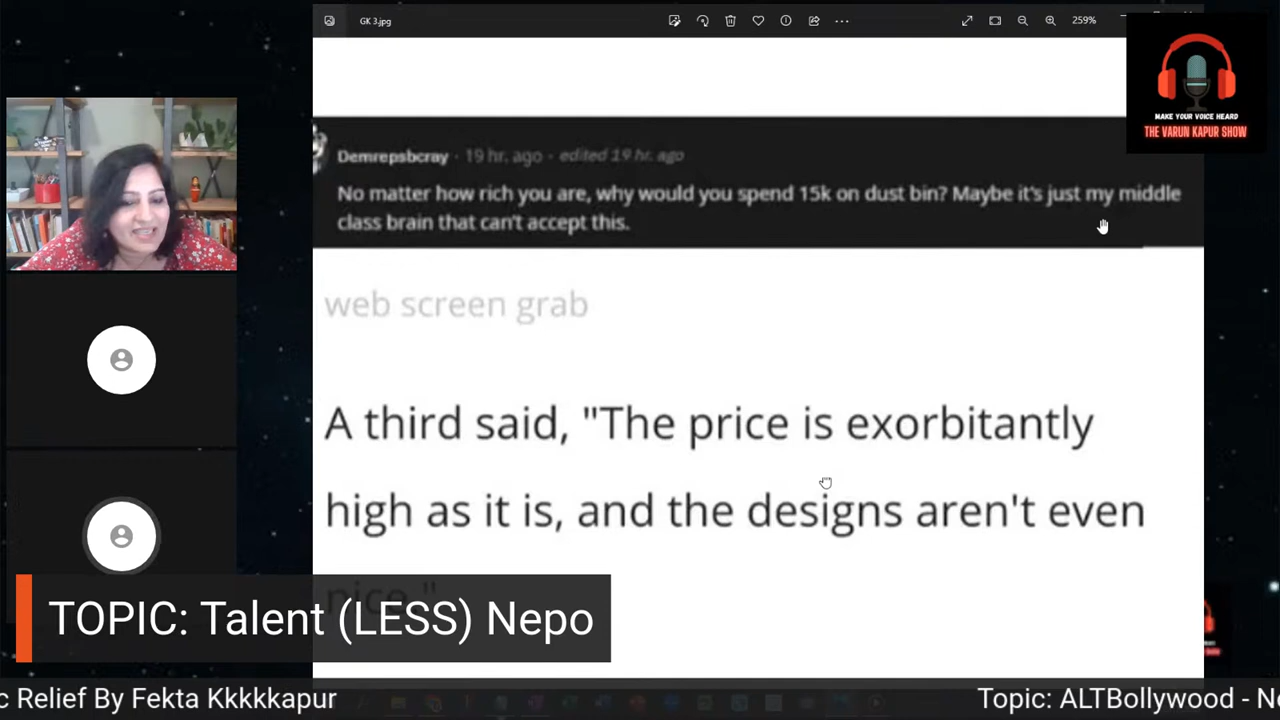 GK 3.jpg
259%
MAKE YOUR VOICE HEARD
THE VARUN KAPUR SHOW
Demrepsbcray · 19 hr. ago · edited 19 hr. ago
No matter how rich you are, why would you spend 15k on dust bin? Maybe it's just my middle
class brain that can't accept this.
web screen grab
A third said, "The price is exorbitantly
high as it is, and the designs aren't even
nice."
TOPIC: Talent (LESS) Nepo
c Relief By Fekta Kkkkkapur
Topic: ALTBollywood - Ne